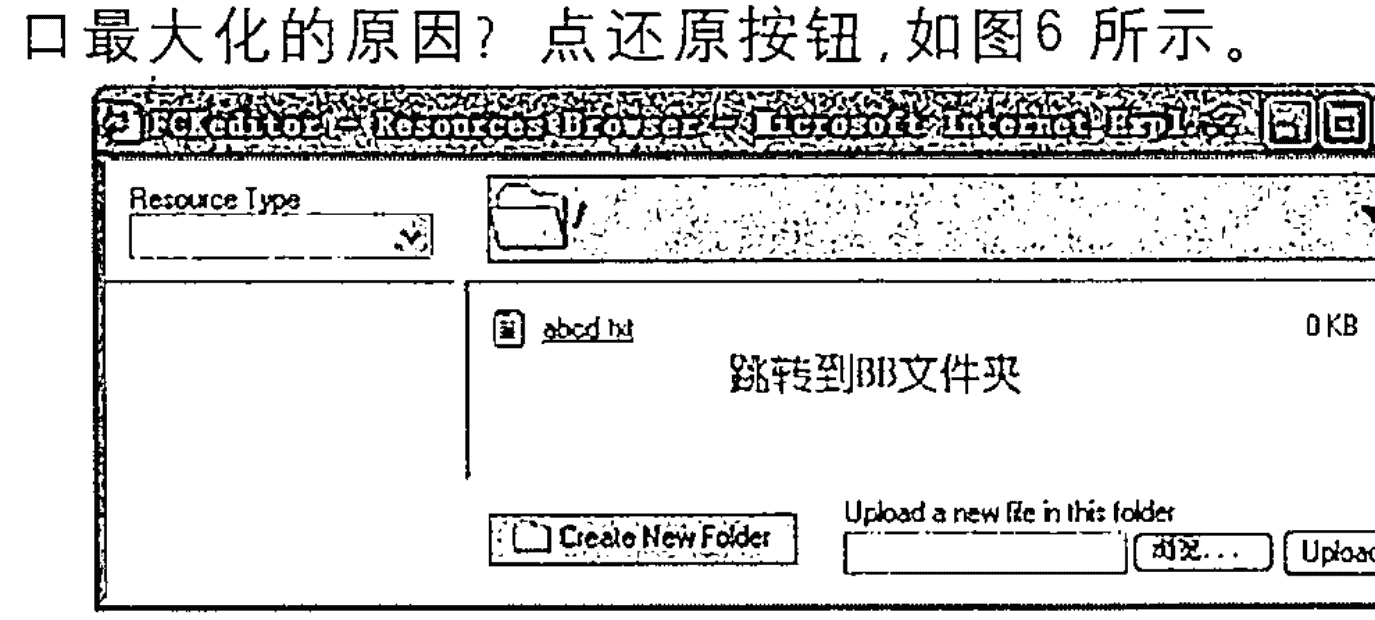 口最大化的原因? 点还原按钮,如图6 所示。
FCKeditor - Resources Browser - Microsoft Internet Expl
Resource Type
/
abcd.txt 0 KB
跳转到BB文件夹
Upload a new file in this folder
Create New Folder 浏览... Upload